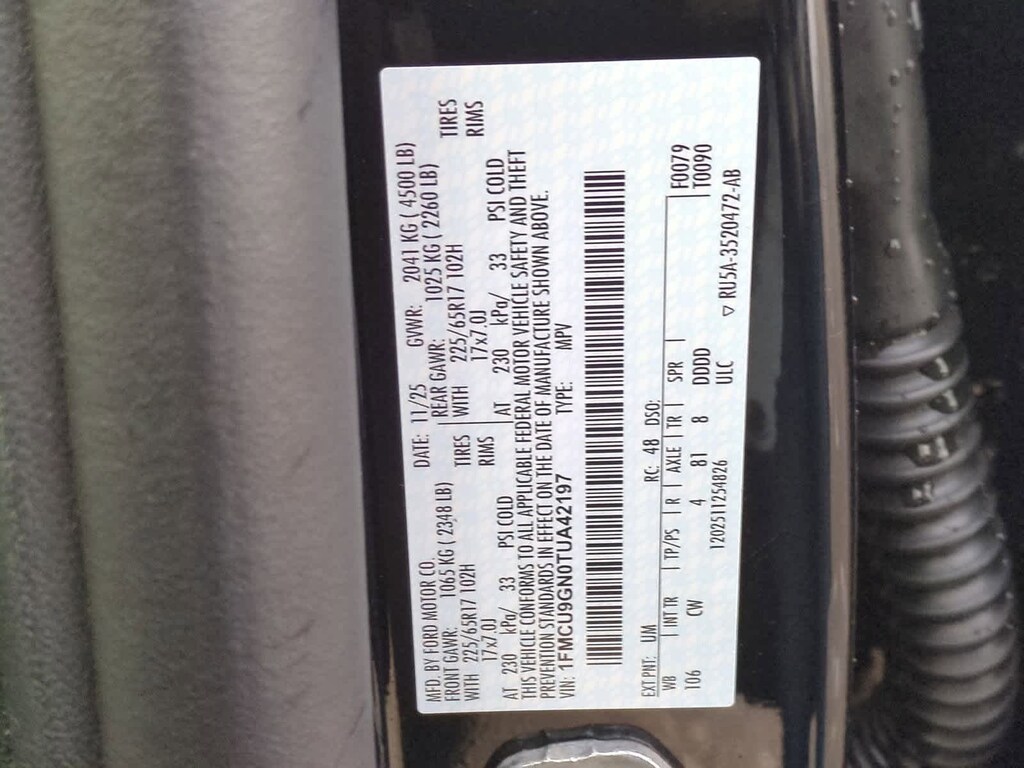 MFD. BY FORD MOTOR CO. DATE: 11/25 GVWR: 2041 KG ( 4500 LB)
FRONT GAWR: 1065 KG ( 2348 LB) REAR GAWR: 1025 KG ( 2260 LB)
WITH 225/65R17 102H TIRES WITH 225/65R17 102H TIRES
17x7.0J RIMS 17x7.0J RIMS
AT 230 kPa/ 33 PSI COLD AT 230 kPa/ 33 PSI COLD
THIS VEHICLE CONFORMS TO ALL APPLICABLE FEDERAL MOTOR VEHICLE SAFETY AND THEFT
PREVENTION STANDARDS IN EFFECT ON THE DATE OF MANUFACTURE SHOWN ABOVE.
VIN: 1FMCU9GN0TUA42197 TYPE: MPV
EXT PNT: UM RC: 48 DSO:
WB INT TR TP/PS R AXLE TR SPR F0079
106 CW 4 81 8 DDDD T0090
120251125482​6 ULC ▽ RU5A-3520472-AB